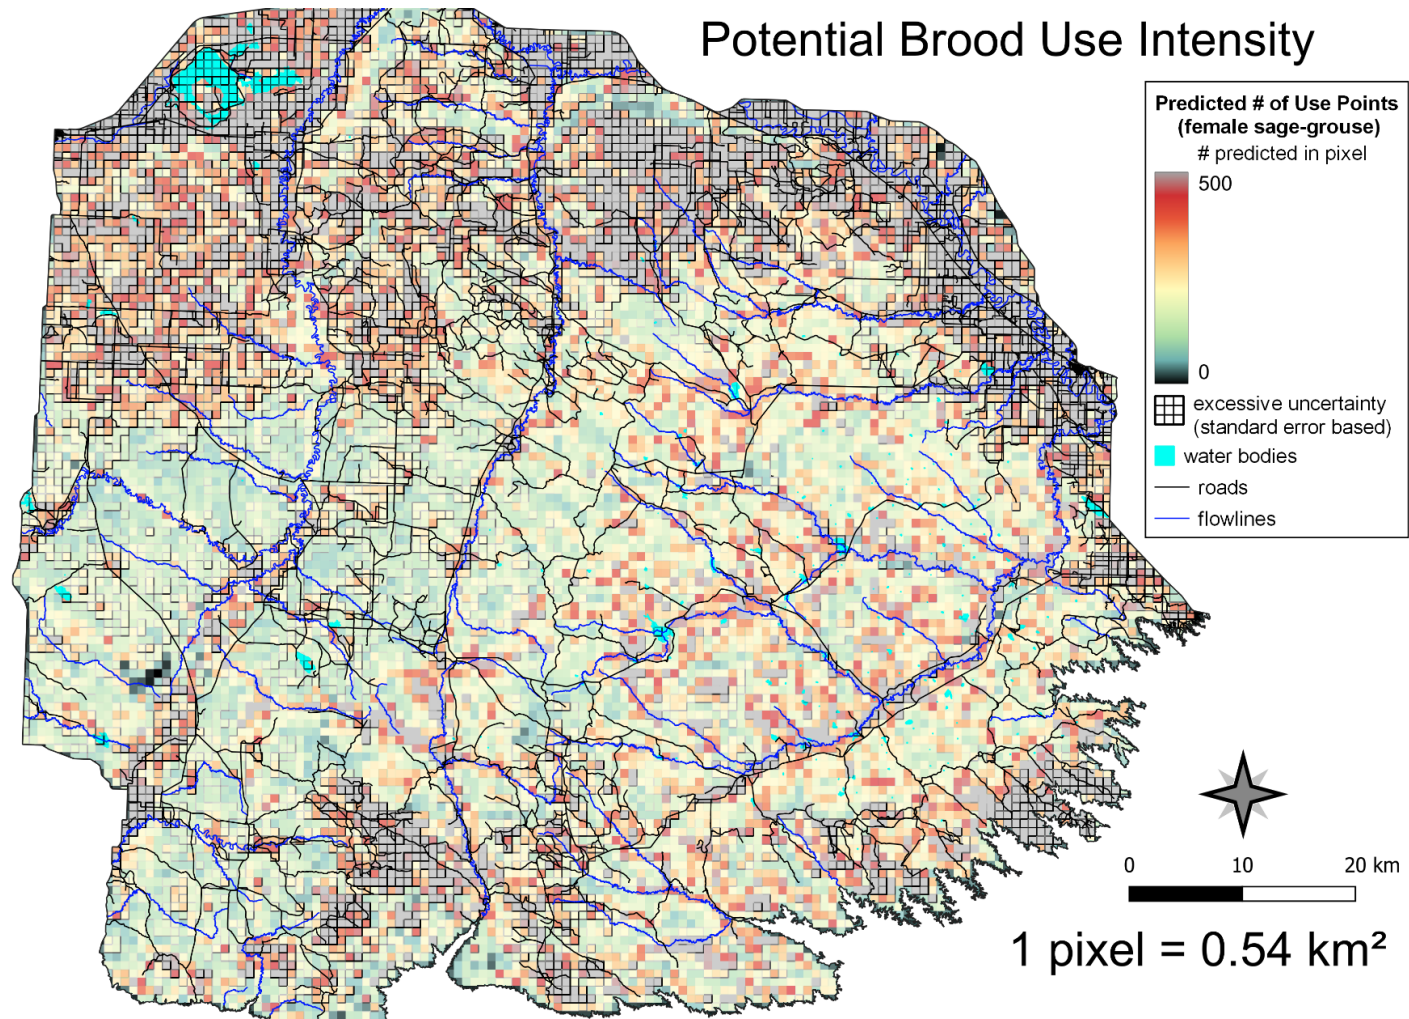 Potential Brood Use Intensity
Predicted # of Use Points
(female sage-grouse)
# predicted in pixel
500
0
excessive uncertainty
(standard error based)
water bodies
roads
flowlines
0 10 20 km
1 pixel = 0.54 km²